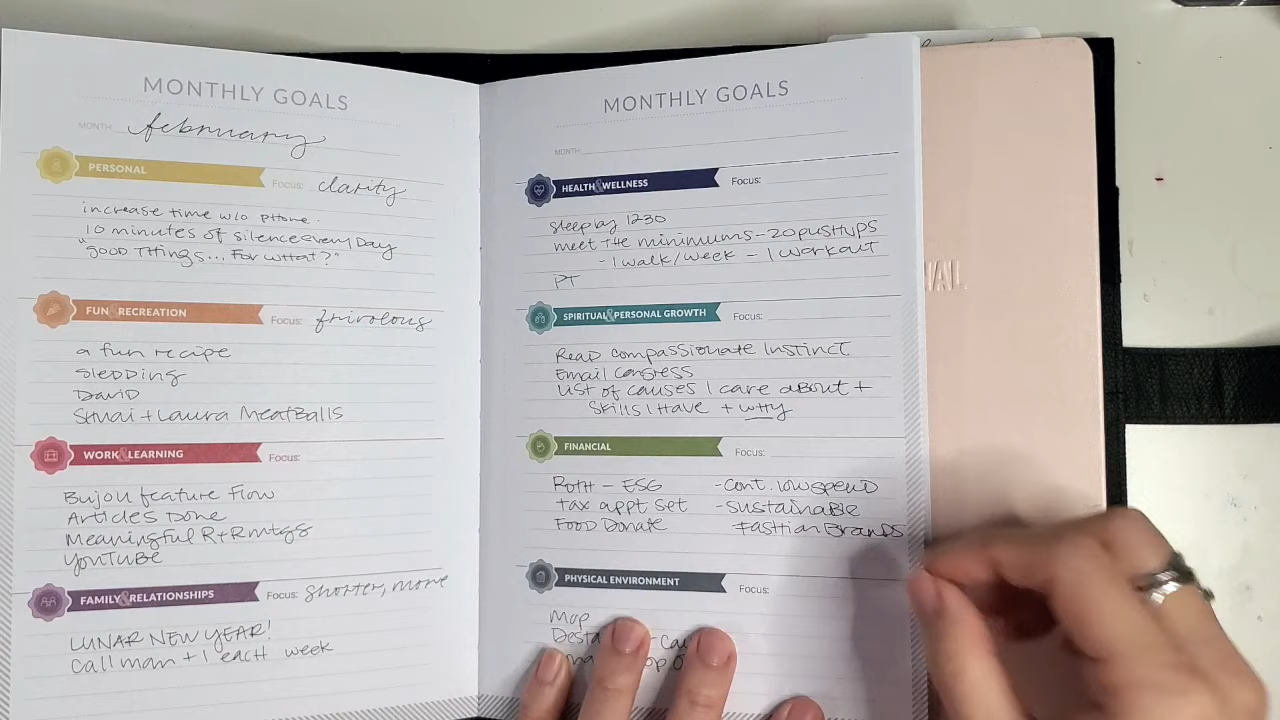 MONTHLY GOALS
MONTH: february
PERSONAL
Focus: clarity
increase time w/o phone.
10 minutes of silence every day
"good things... for what?"
FUN & RECREATION
Focus: frivolous
a fun recipe
sledding
David
+ Laura meatballs
WORK & LEARNING
Focus:
Bujou feature flow
Articles Done
Meaningful R+R mtgs
YouTube
FAMILY & RELATIONSHIPS
Focus: shorter, more
LUNAR NEW YEAR!
call man + 1 each week
MONTHLY GOALS
MONTH:
HEALTH & WELLNESS
Focus:
sleep by 1230
meet the minimums - 20 pushups
- 1 walk/week - 1 workout
PT
SPIRITUAL & PERSONAL GROWTH
Focus:
Read compassionate instinct
Email congress
List of causes I care about +
skills I have + why
FINANCIAL
Focus:
Roth - ESG
- cont. low spend
tax appt set
- sustainable
Food Donate
Fashion Brands
PHYSICAL ENVIRONMENT
Focus:
Mop
NAL